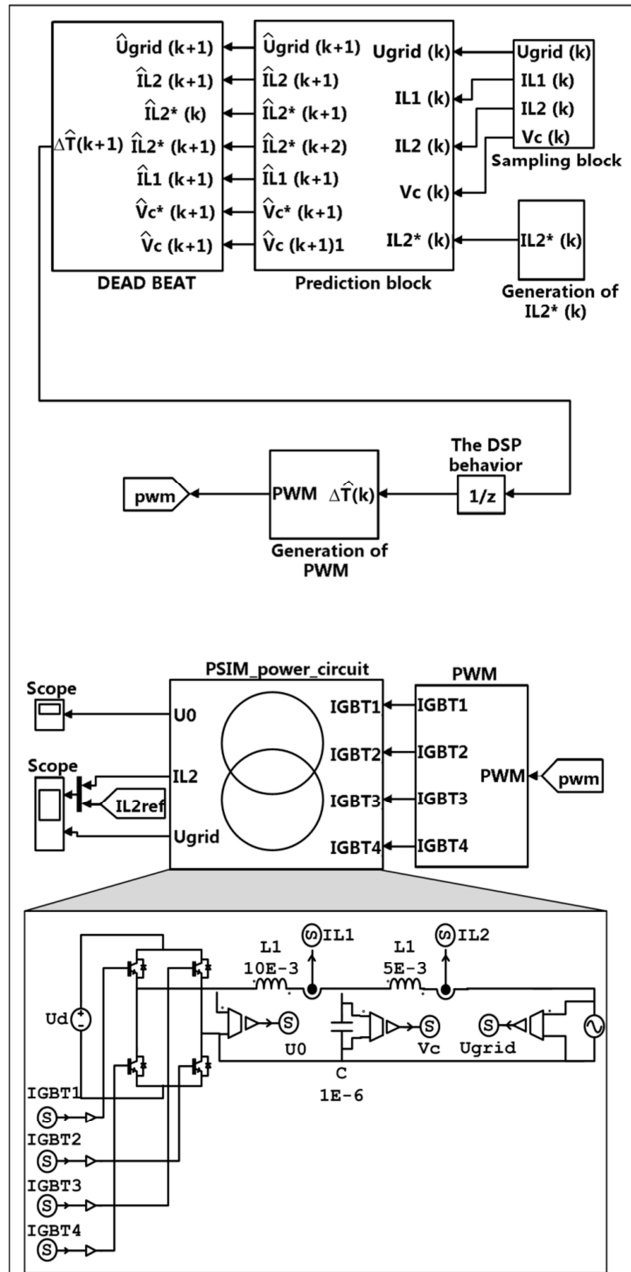 Ûgrid (k+1)
ÎL2 (k+1)
ÎL2* (k)
ΔT̂(k+1)
ÎL2* (k+1)
ÎL1 (k+1)
V̂c* (k+1)
V̂c (k+1)
DEAD BEAT
Ûgrid (k+1)
ÎL2 (k+1)
ÎL2* (k+1)
ÎL2* (k+2)
ÎL1 (k+1)
V̂c* (k+1)
V̂c (k+1)1
Ugrid (k)
IL1 (k)
IL2 (k)
Vc (k)
IL2* (k)
Prediction block
Ugrid (k)
IL1 (k)
IL2 (k)
Vc (k)
Sampling block
IL2* (k)
Generation of
IL2* (k)
The DSP
behavior
1/z
PWM
ΔT̂(k)
Generation of
PWM
pwm
PSIM_power_circuit
PWM
Scope
Scope
U0
IL2
IL2ref
Ugrid
IGBT1
IGBT2
IGBT3
IGBT4
IGBT1
IGBT2
IGBT3
IGBT4
PWM
pwm
S
IL1
S
IL2
L1
10E-3
L1
5E-3
Ud
S
U0
S
Vc
S
Ugrid
C
1E-6
IGBT1
S
IGBT2
S
IGBT3
S
IGBT4
S